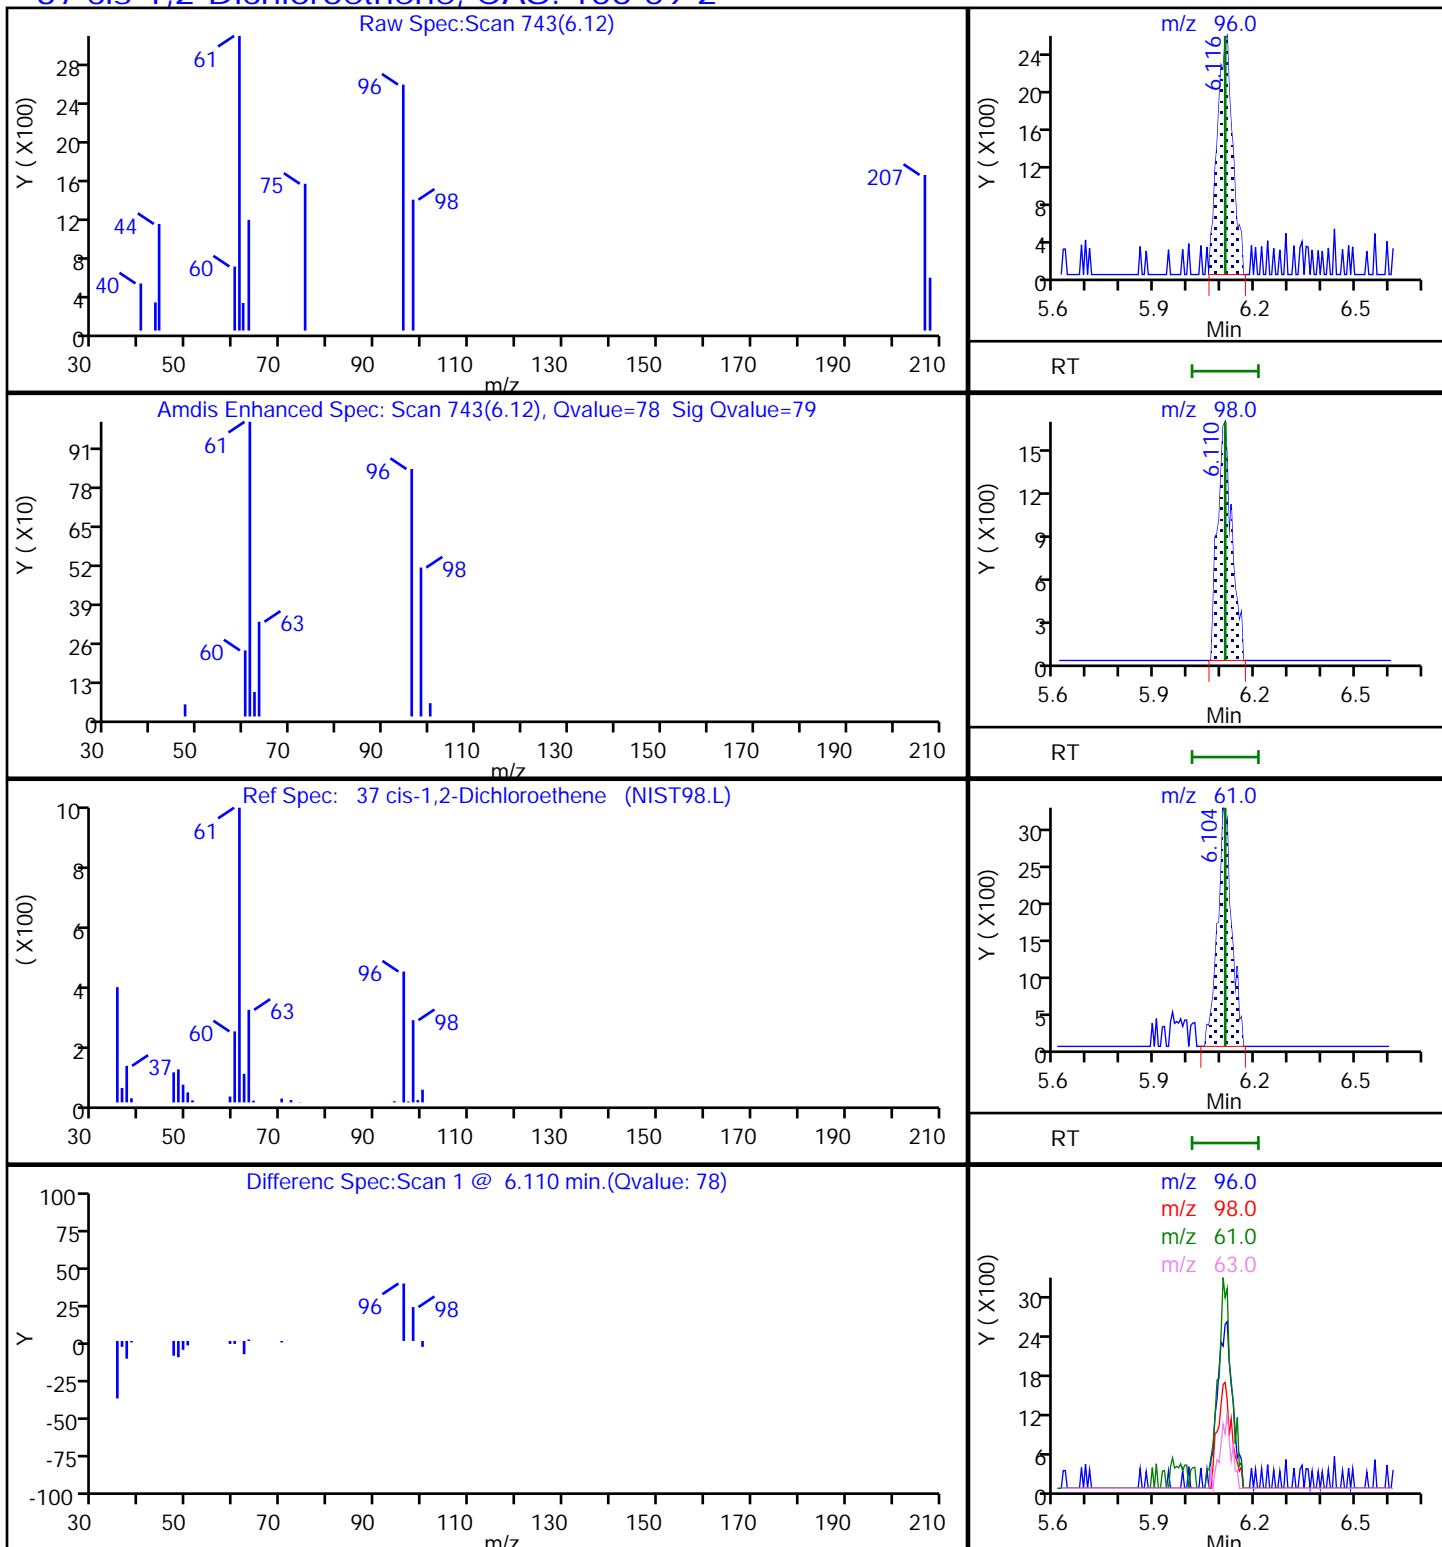 37 cis-1,2-Dichloroethene, CAS: 156-59-2
Raw Spec:Scan 743(6.12)
Y ( X100)
28
24
20
16
12
8
4
0
61
96
75
98
44
60
40
207
30 50 70 90 110 130 150 170 190 210
m/z
m/z 96.0
Y ( X100)
24
20
16
12
8
4
0
6.116
5.6 5.9 6.2 6.5
Min
RT
Amdis Enhanced Spec: Scan 743(6.12), Qvalue=78 Sig Qvalue=79
Y ( X10)
91
78
65
52
39
26
13
0
61
96
98
63
60
30 50 70 90 110 130 150 170 190 210
m/z
m/z 98.0
Y ( X100)
15
12
9
6
3
0
6.110
5.6 5.9 6.2 6.5
Min
RT
Ref Spec: 37 cis-1,2-Dichloroethene (NIST98.L)
( X100)
10
8
6
4
2
0
61
96
63
98
60
37
30 50 70 90 110 130 150 170 190 210
m/z 61.0
Y ( X100)
30
25
20
15
10
5
0
6.104
5.6 5.9 6.2 6.5
Min
RT
Differenc Spec:Scan 1 @ 6.110 min.(Qvalue: 78)
Y
100
75
50
25
0
-25
-50
-75
-100
96
98
30 50 70 90 110 130 150 170 190 210
m/z
m/z 96.0
m/z 98.0
m/z 61.0
m/z 63.0
Y ( X100)
30
24
18
12
6
0
5.6 5.9 6.2 6.5
Min